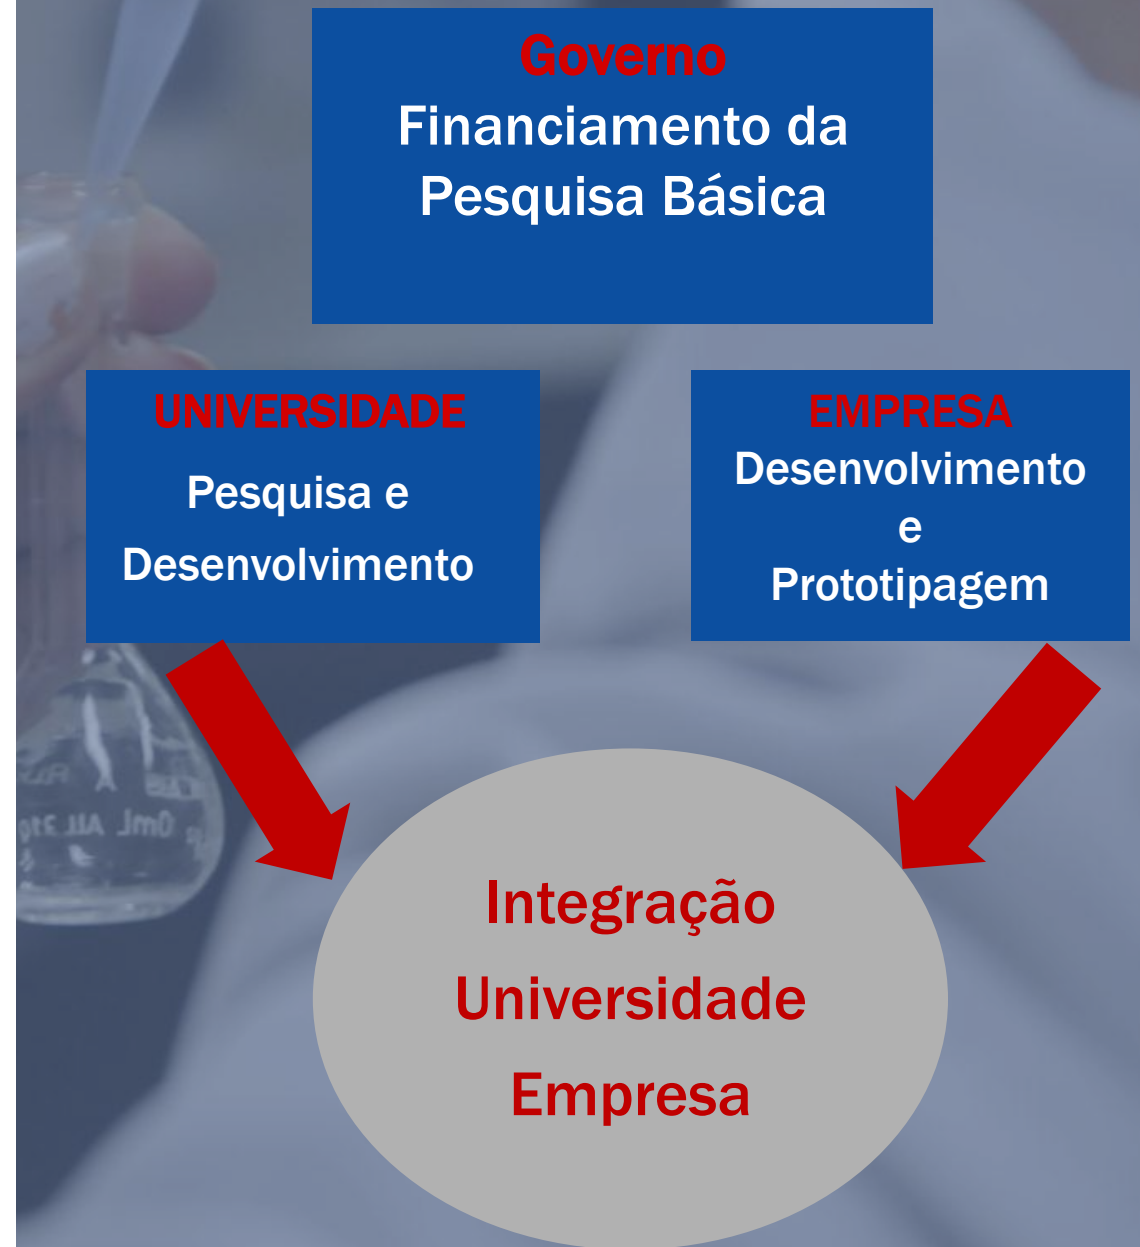 Governo
Financiamento da
Pesquisa Básica
UNIVERSIDADE
Pesquisa e
Desenvolvimento
EMPRESA
Desenvolvimento
e
Prototipagem
Integração
Universidade
Empresa